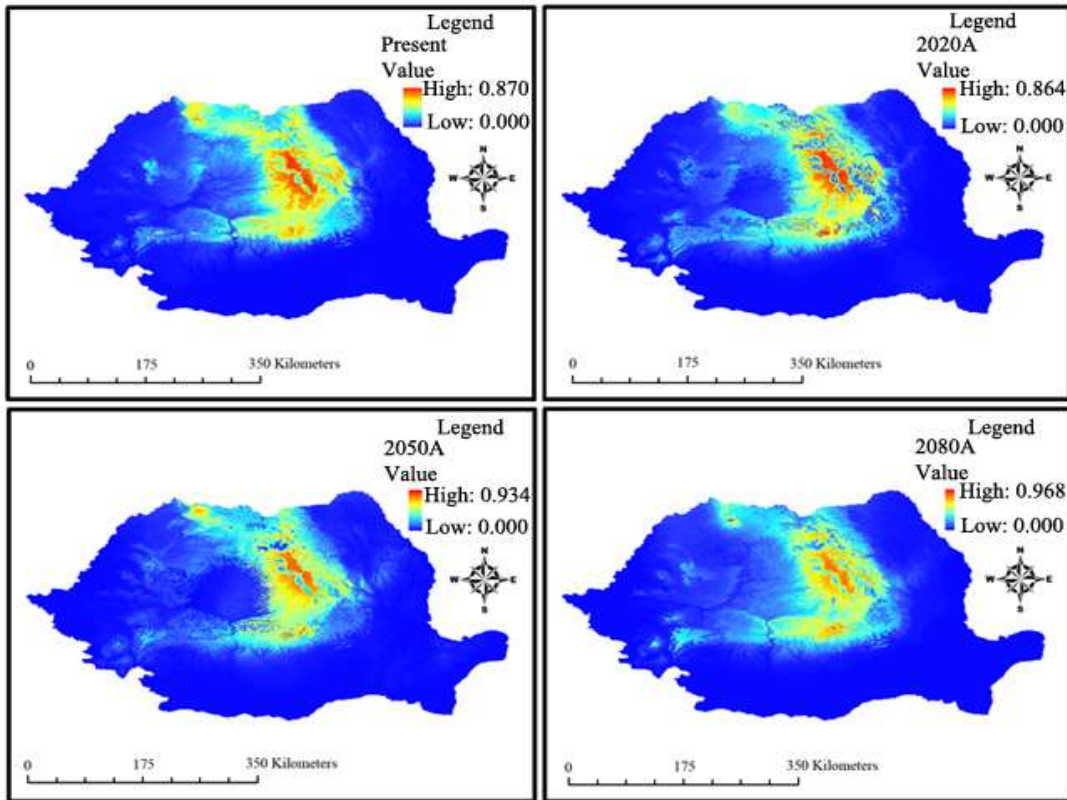 Legend
Present
Value
High: 0.870
Low: 0.000
N
W E
S
0 175 350 Kilometers
Legend
2020A
Value
High: 0.864
Low: 0.000
N
W E
S
0 175 350 Kilometers
Legend
2050A
Value
High: 0.934
Low: 0.000
N
W E
S
0 175 350 Kilometers
Legend
2080A
Value
High: 0.968
Low: 0.000
N
W E
S
0 175 350 Kilometers